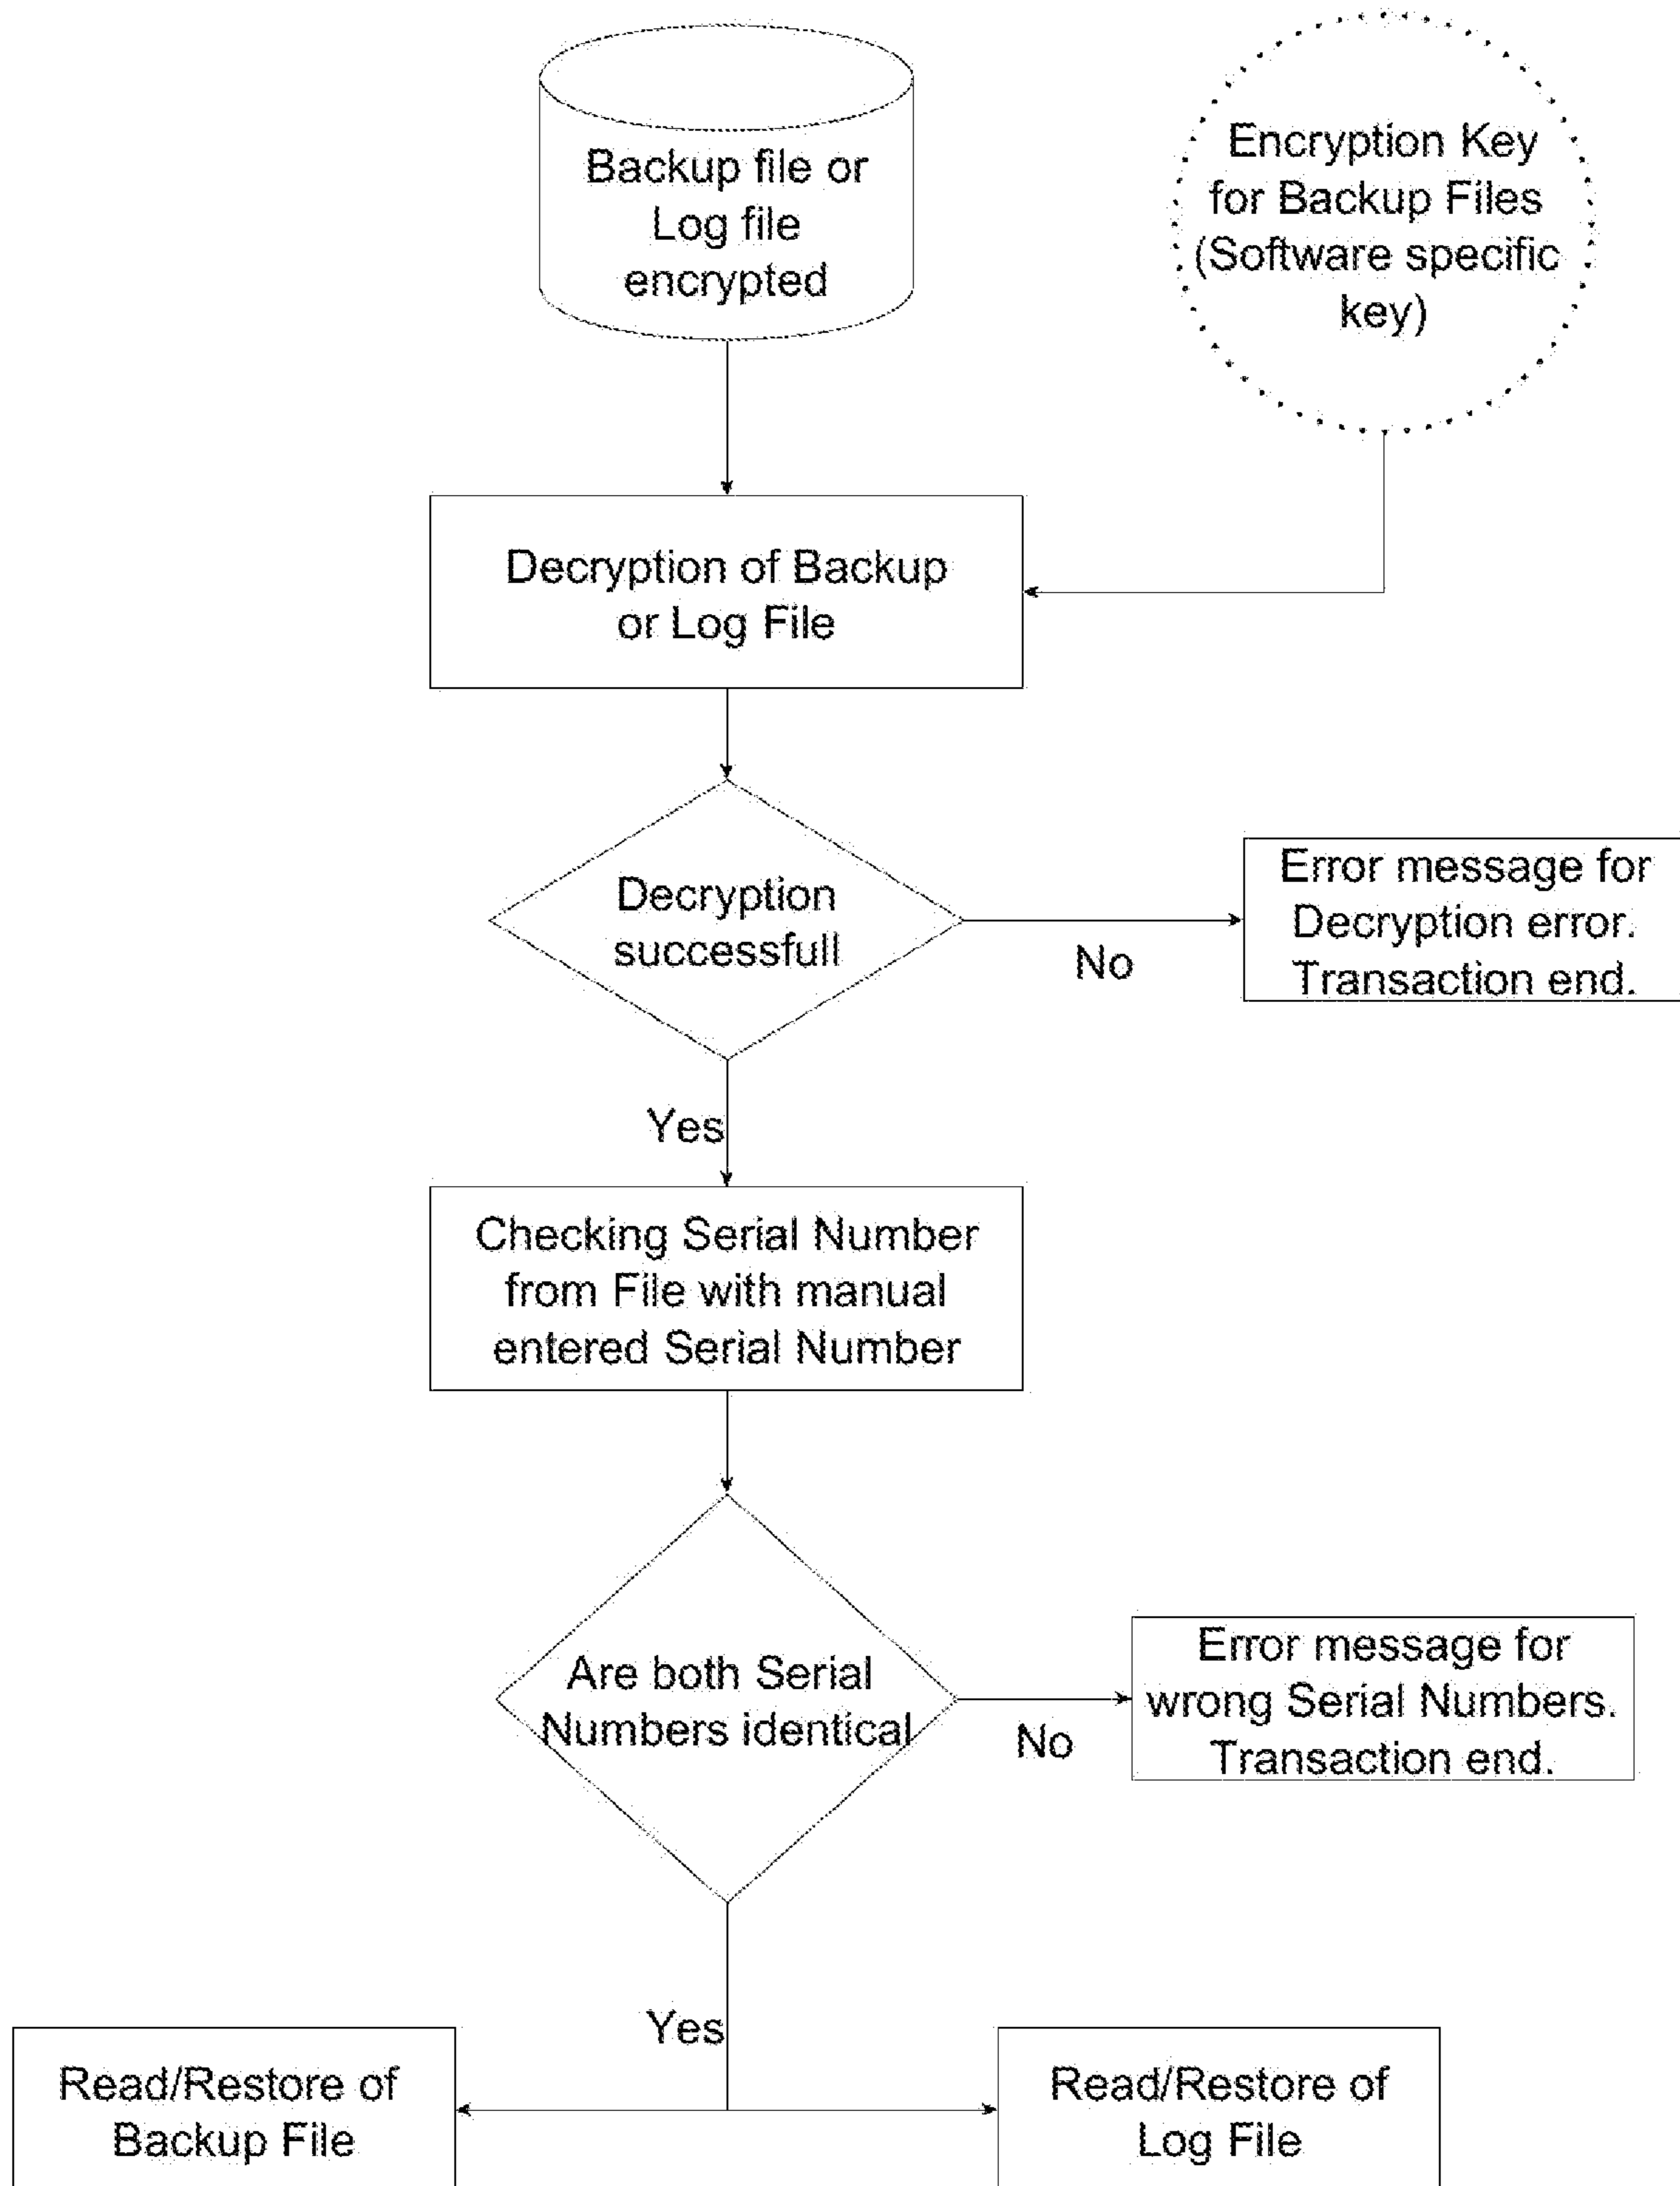 Backup file or
Log file
encrypted
Encryption Key
for Backup Files
(Software specific
key)
Decryption of Backup
or Log File
Decryption
successfull
No
Error message for
Decryption error.
Transaction end.
Yes
Checking Serial Number
from File with manual
entered Serial Number
Are both Serial
Numbers identical
No
Error message for
wrong Serial Numbers.
Transaction end.
Yes
Read/Restore of
Backup File
Read/Restore of
Log File